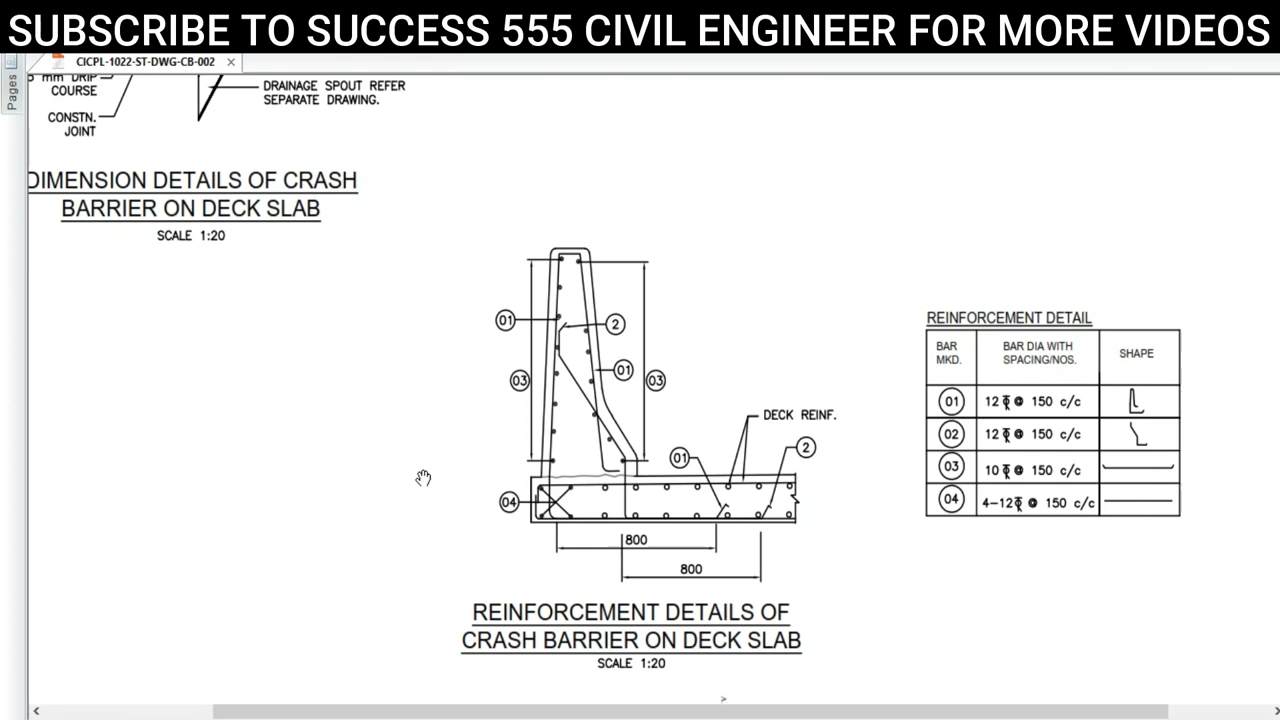 SUBSCRIBE TO SUCCESS 555 CIVIL ENGINEER FOR MORE VIDEOS
Pages
CICPL-1022-ST-DWG-CB-002
mm DRIP
COURSE
CONSTN.
JOINT
DRAINAGE SPOUT REFER
SEPARATE DRAWING.
DIMENSION DETAILS OF CRASH
BARRIER ON DECK SLAB
SCALE 1:20
01
2
01
03
03
DECK REINF.
01
2
04
800
800
REINFORCEMENT DETAILS OF
CRASH BARRIER ON DECK SLAB
SCALE 1:20
REINFORCEMENT DETAIL
BAR MKD. BAR DIA WITH SPACING/NOS. SHAPE
01 12 @ 150 c/c
02 12 @ 150 c/c
03 10 @ 150 c/c
04 4-12 @ 150 c/c